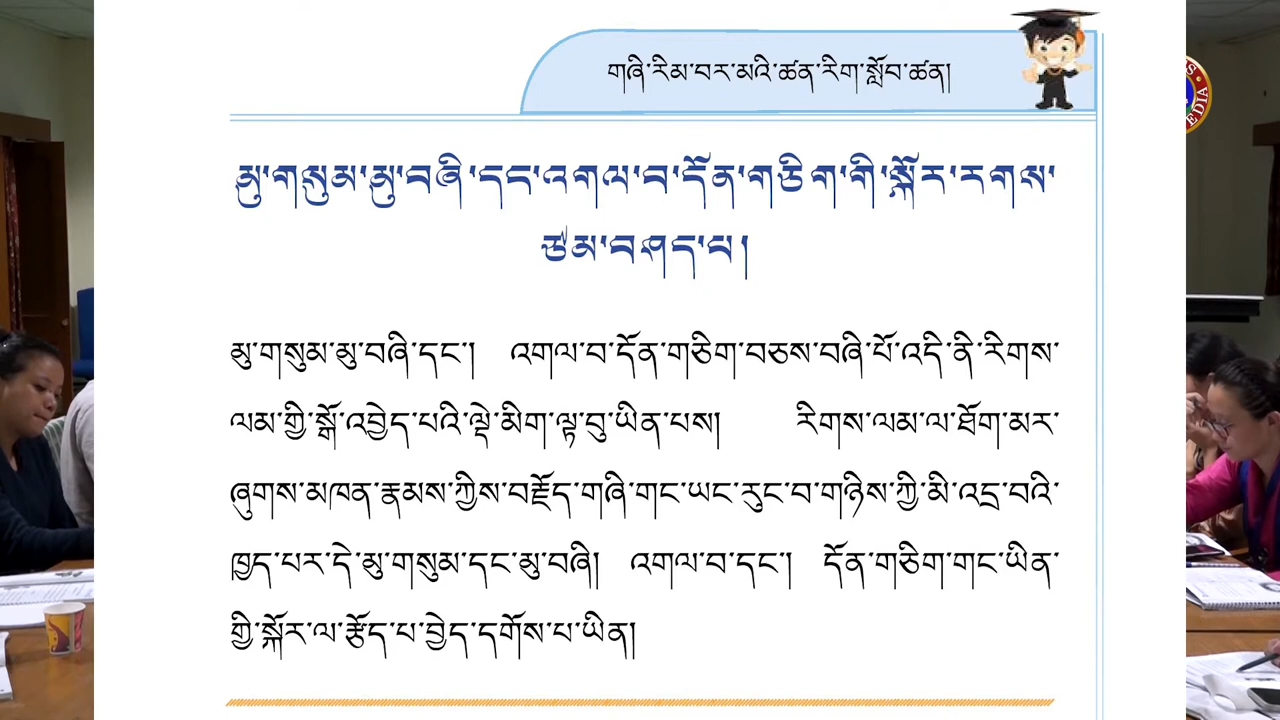 གཞི་རིམ་བར་མའི་ཚན་རིག་སློབ་ཚན།
མུ་གསུམ་མུ་བཞི་དང་འགལ་བ་དོན་གཅིག་གི་སྐོར་རགས་
ཙམ་བཤད་པ།
མུ་གསུམ་མུ་བཞི་དང་། འགལ་བ་དོན་གཅིག་བཅས་བཞི་པོ་འདི་ནི་རིགས་
ལམ་གྱི་སྒོ་འབྱེད་པའི་ལྡེ་མིག་ལྟ་བུ་ཡིན་པས། རིགས་ལམ་ལ་ཐོག་མར་
ཞུགས་མཁན་རྣམས་ཀྱིས་བརྗོད་གཞི་གང་ཡང་རུང་བ་གཉིས་ཀྱི་མི་འདྲ་བའི་
ཁྱད་པར་དེ་མུ་གསུམ་དང་མུ་བཞི། འགལ་བ་དང་། དོན་གཅིག་གང་ཡིན་
གྱི་སྐོར་ལ་རྩོད་པ་བྱེད་དགོས་པ་ཡིན།